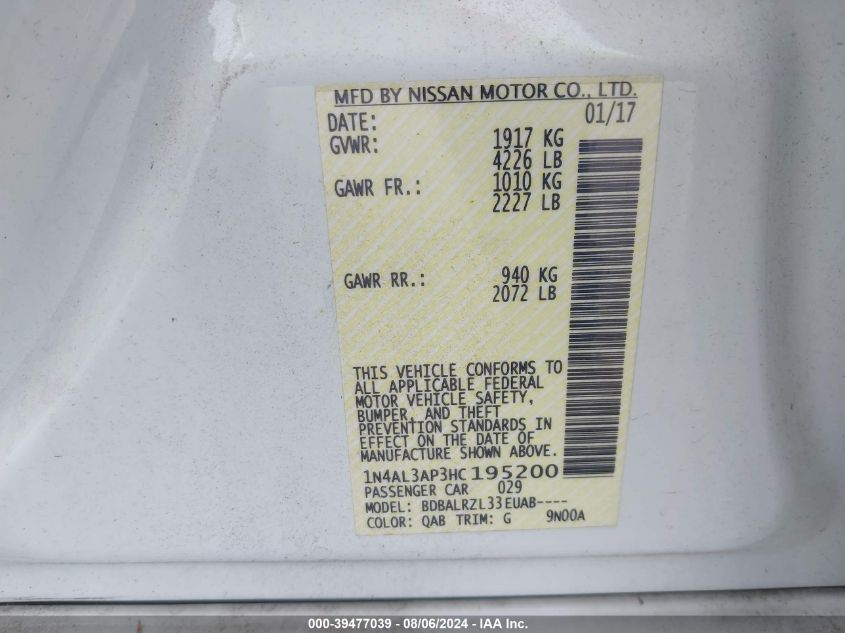 MFD BY NISSAN MOTOR CO., LTD.
DATE: 01/17
GVWR: 1917 KG
4226 LB
GAWR FR.: 1010 KG
2227 LB
GAWR RR.: 940 KG
2072 LB
THIS VEHICLE CONFORMS TO
ALL APPLICABLE FEDERAL
MOTOR VEHICLE SAFETY,
BUMPER, AND THEFT
PREVENTION STANDARDS IN
EFFECT ON THE DATE OF
MANUFACTURE SHOWN ABOVE.
1N4AL3AP3HC195200
PASSENGER CAR 029
MODEL: BDBALRZL33EUAB----
COLOR: QAB TRIM: G 9N00A
000-39477039 - 08/06/2024 - IAA Inc.